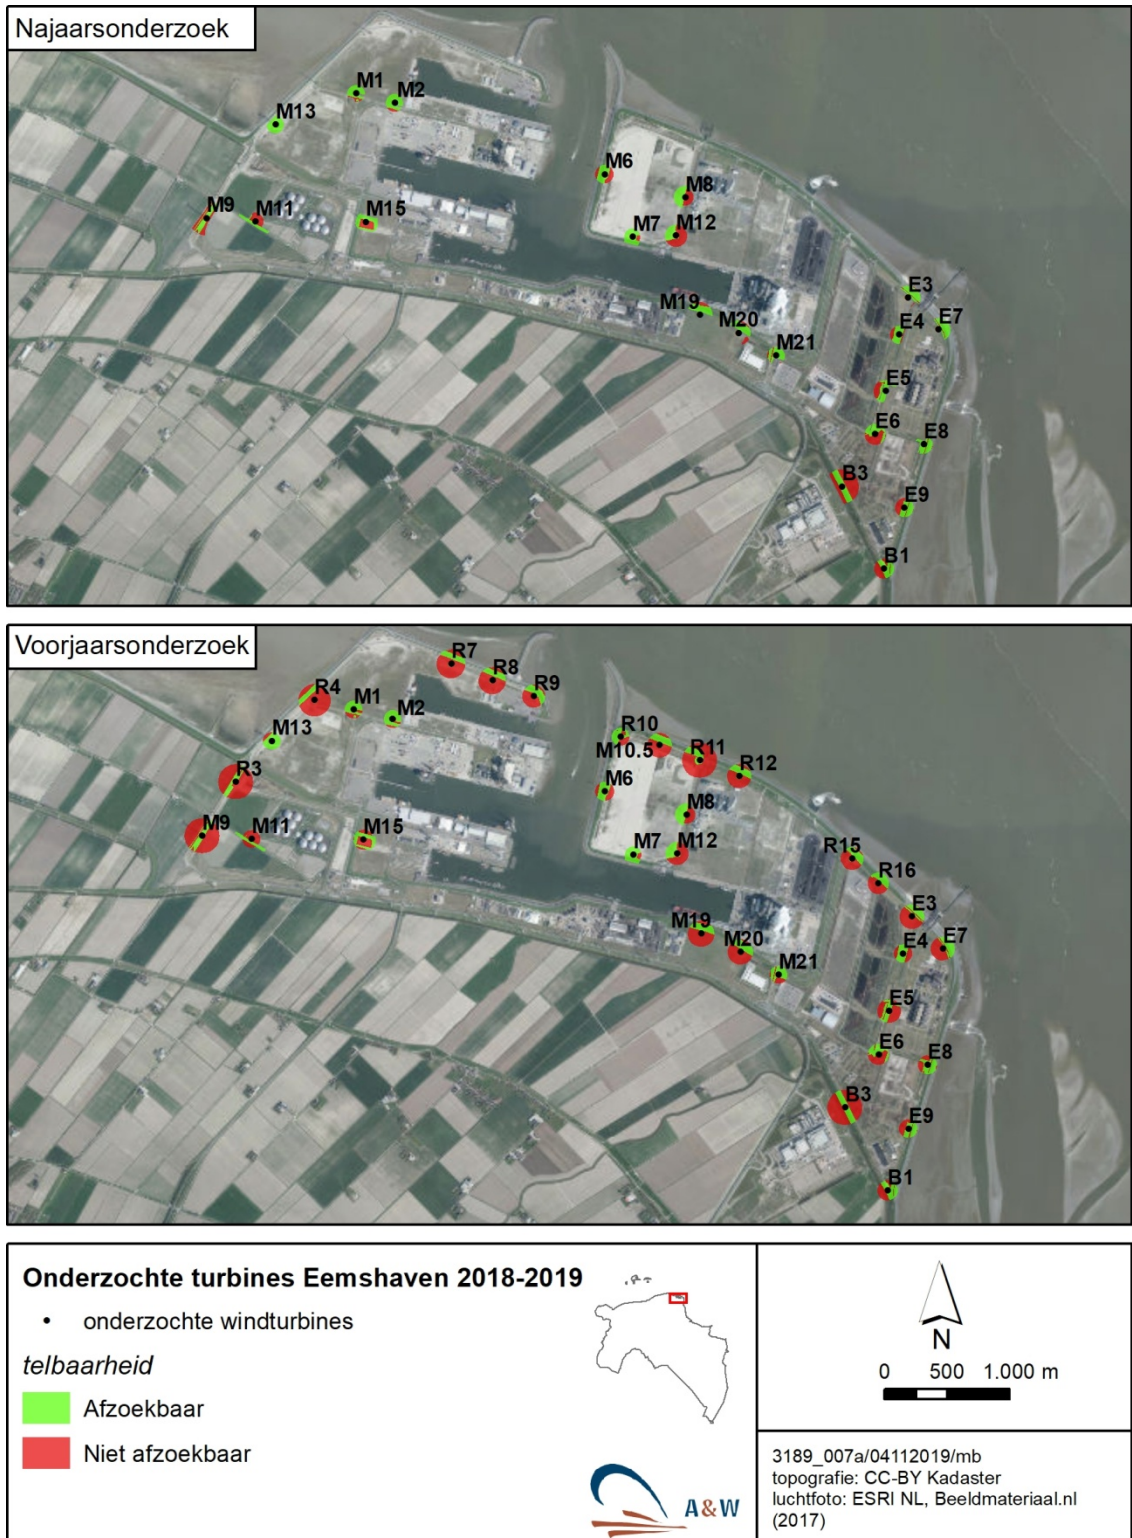 Najaarsonderzoek
M1
M2
M13
M6
M8
M9
M11
M15
M7
M12
E3
M19
E7
M20
E4
M21
E5
E6
E8
B3
E9
B1
Voorjaarsonderzoek
R7
R8
R4
M1
R9
M2
M13
R10
M10.5
R11
R12
R3
M6
M8
M9
M11
M15
M7
M12
R15
R16
E3
M19
M20
E4
E7
M21
E5
E6
E8
B3
E9
B1
Onderzochte turbines Eemshaven 2018-2019
• onderzochte windturbines
telbaarheid
Afzoekbaar
Niet afzoekbaar
A&W
N
0 500 1.000 m
3189_007a/04112019/mb
topografie: CC-BY Kadaster
luchtfoto: ESRI NL, Beeldmateriaal.nl
(2017)